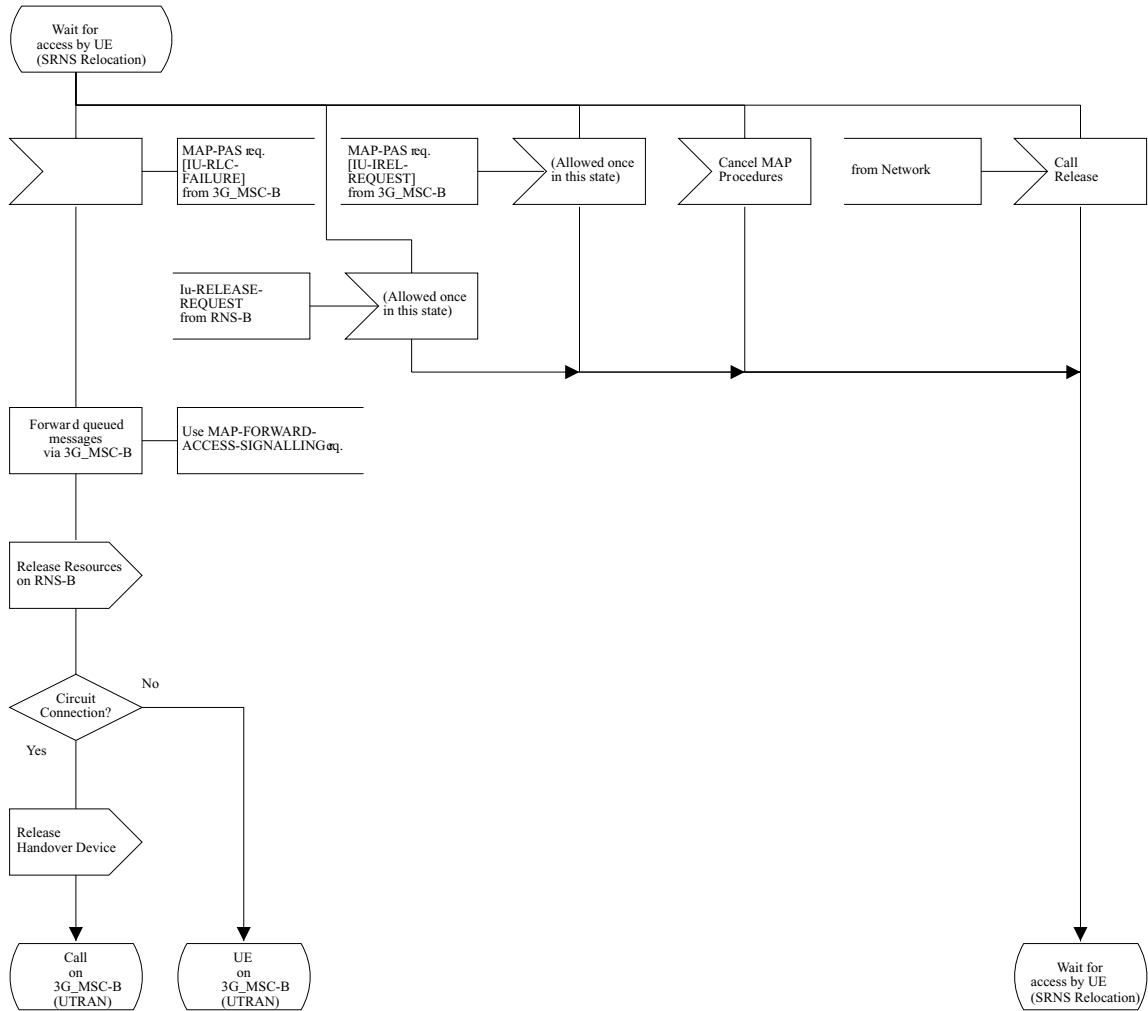 Wait for
access by UE
(SRNS Relocation)
MAP-PAS req.
[IU-RLC-
FAILURE]
from 3G_MSC-B
MAP-PAS req.
[IU-IREL-
REQUEST]
from 3G_MSC-B
(Allowed once
in this state)
Cancel MAP
Procedures
from Network
Call
Release
Iu-RELEASE-
REQUEST
from RNS-B
(Allowed once
in this state)
Forward queued
messages
via 3G_MSC-B
Use MAP-FORWARD-
ACCESS-SIGNALLING req.
Release Resources
on RNS-B
No
Circuit
Connection?
Yes
Release
Handover Device
Call
on
3G_MSC-B
(UTRAN)
UE
on
3G_MSC-B
(UTRAN)
Wait for
access by UE
(SRNS Relocation)